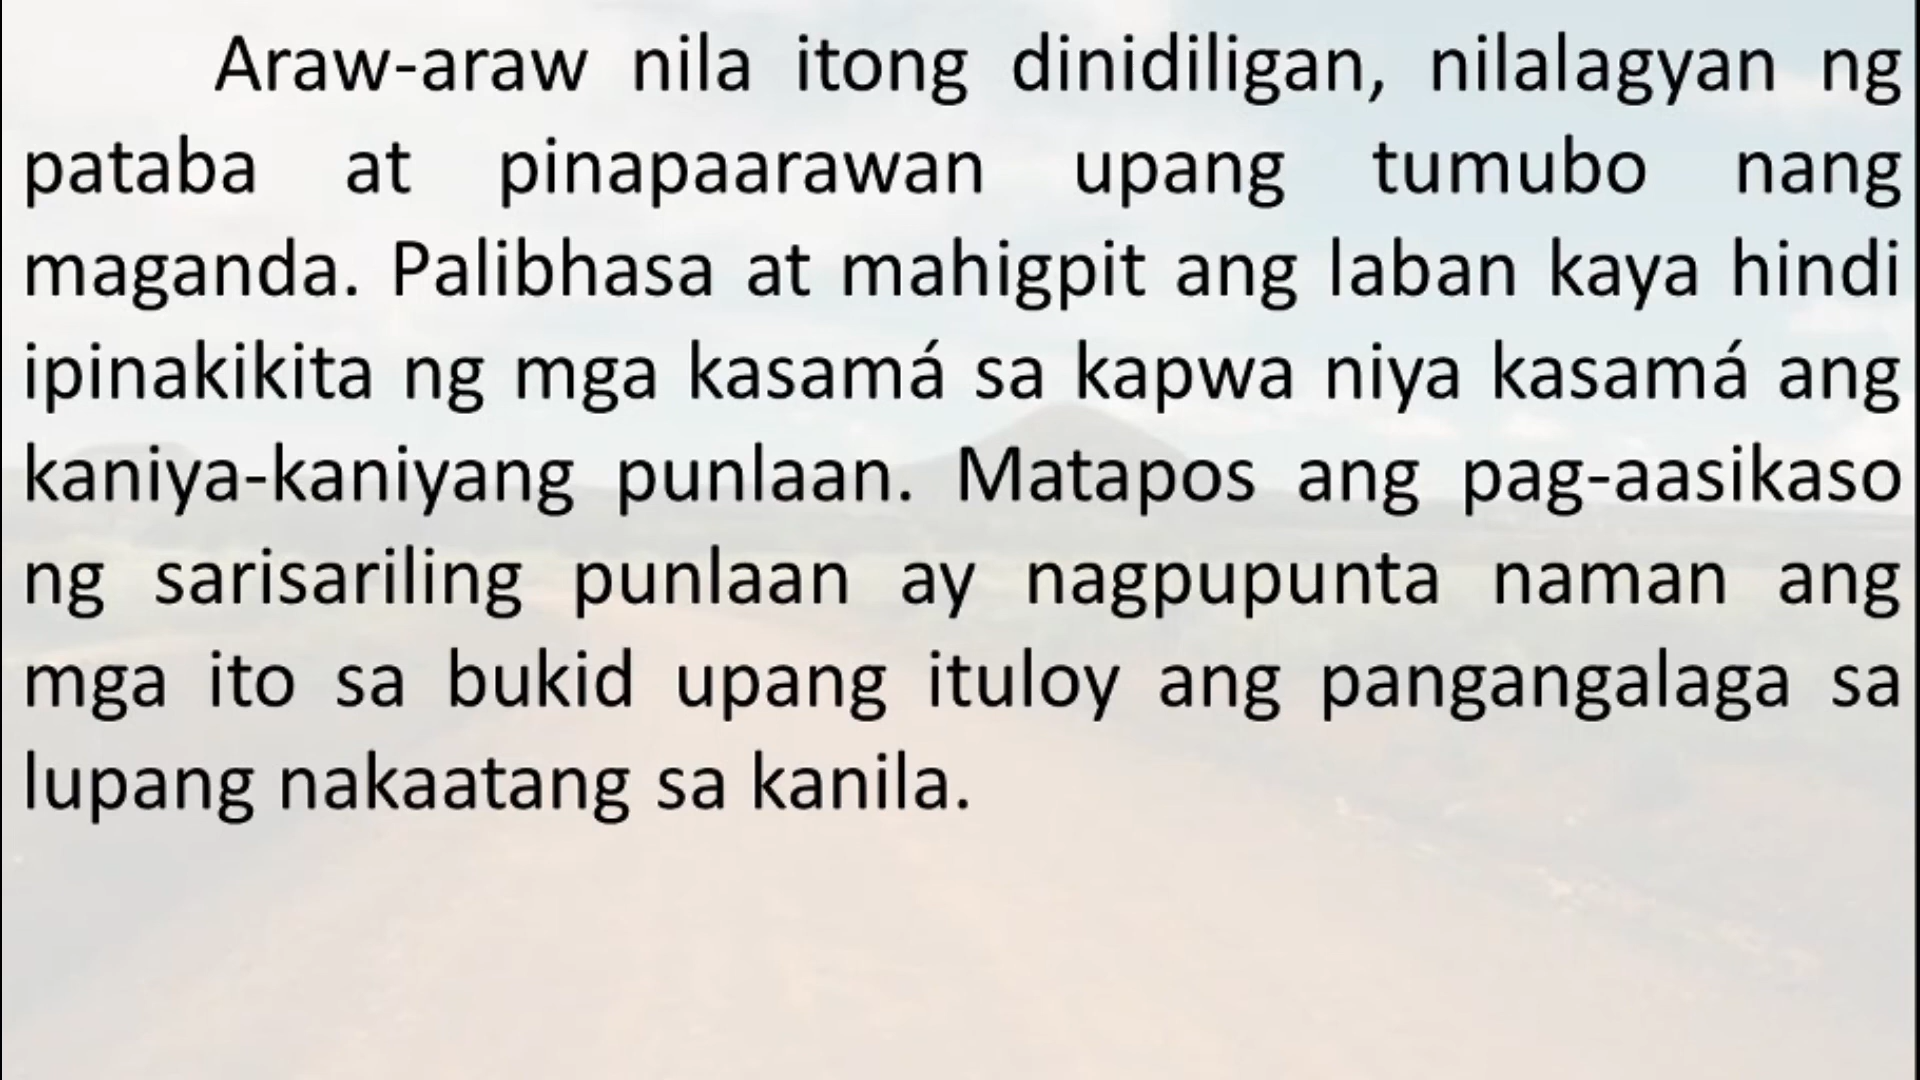 Araw-araw nila itong dinidiligan, nilalagyan ng
pataba at pinapaarawan upang tumubo nang
maganda. Palibhasa at mahigpit ang laban kaya hindi
ipinakikita ng mga kasamá sa kapwa niya kasamá ang
kaniya-kaniyang punlaan. Matapos ang pag-aasikaso
ng sarisariling punlaan ay nagpupunta naman ang
mga ito sa bukid upang ituloy ang pangangalaga sa
lupang nakaatang sa kanila.